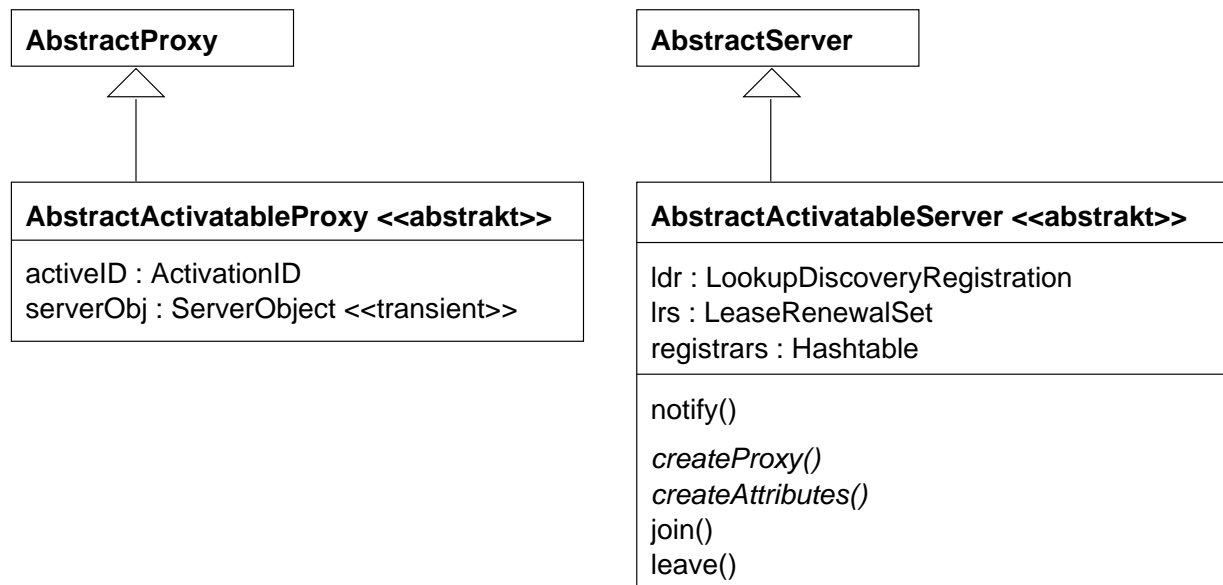 AbstractProxy
AbstractActivatableProxy <<abstrakt>>
activeID : ActivationID
serverObj : ServerObject <<transient>>
AbstractServer
AbstractActivatableServer <<abstrakt>>
ldr : LookupDiscoveryRegistration
lrs : LeaseRenewalSet
registrars : Hashtable
notify()
createProxy()
createAttributes()
join()
leave()